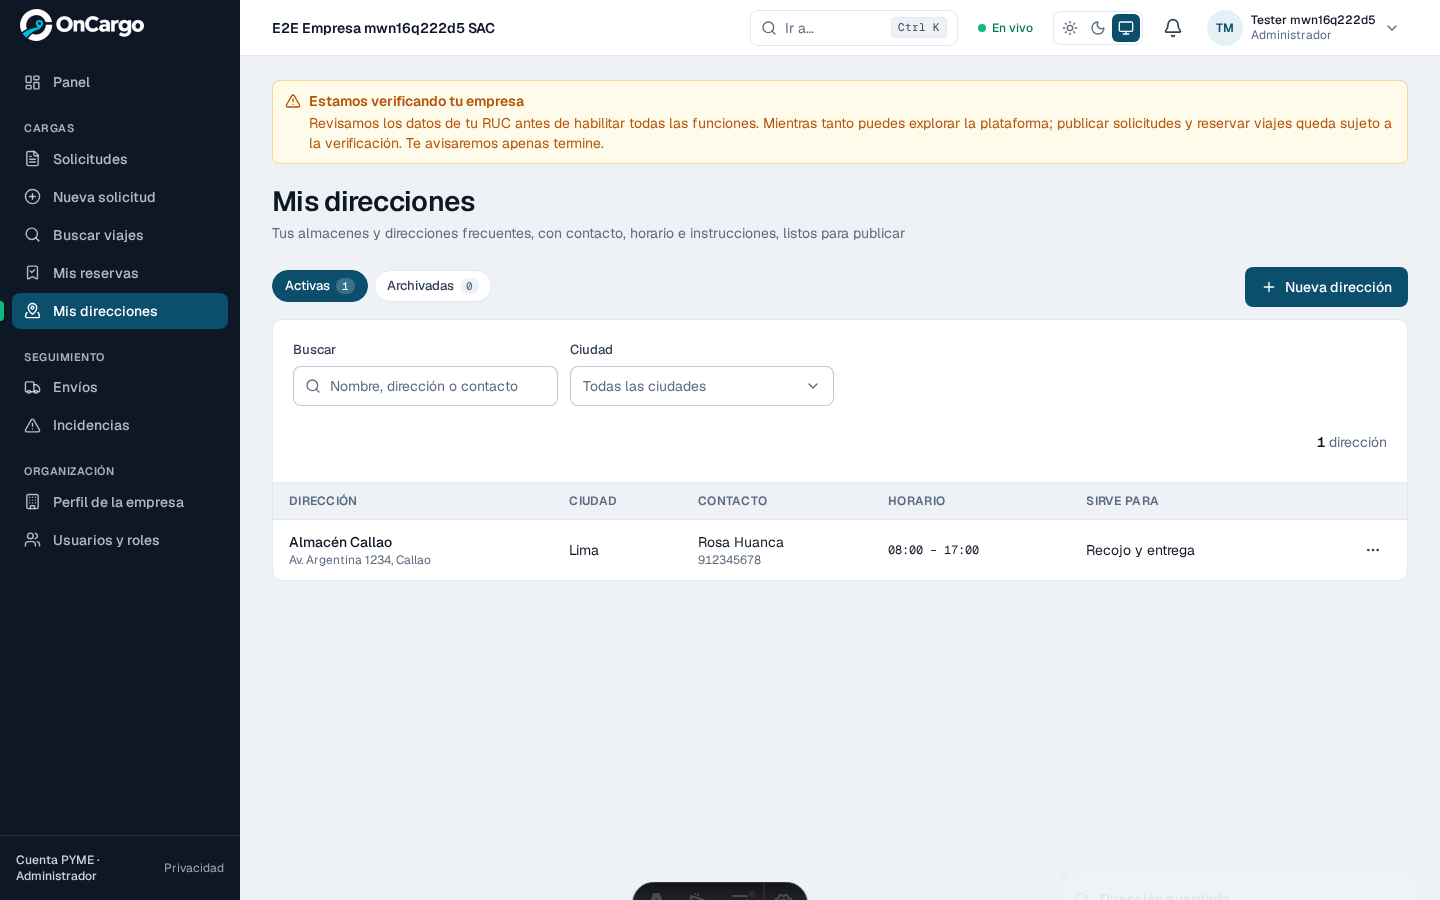 OnCargo
E2E Empresa mwn16q222d5 SAC
Ir a...
Ctrl K
En vivo
TM
Tester mwn16q222d5
Administrador
Panel
CARGAS
Solicitudes
Nueva solicitud
Buscar viajes
Mis reservas
Mis direcciones
SEGUIMIENTO
Envíos
Incidencias
ORGANIZACIÓN
Perfil de la empresa
Usuarios y roles
Cuenta PYME ·
Administrador
Privacidad
Estamos verificando tu empresa
Revisamos los datos de tu RUC antes de habilitar todas las funciones. Mientras tanto puedes explorar la plataforma; publicar solicitudes y reservar viajes queda sujeto a
la verificación. Te avisaremos apenas termine.
Mis direcciones
Tus almacenes y direcciones frecuentes, con contacto, horario e instrucciones, listos para publicar
Activas 1
Archivadas 0
Nueva dirección
Buscar
Ciudad
Nombre, dirección o contacto
Todas las ciudades
1 dirección
DIRECCIÓN CIUDAD CONTACTO HORARIO SIRVE PARA
Almacén Callao
Av. Argentina 1234, Callao
Lima
Rosa Huanca
912345678
08:00 - 17:00
Recojo y entrega
Dirección guardada